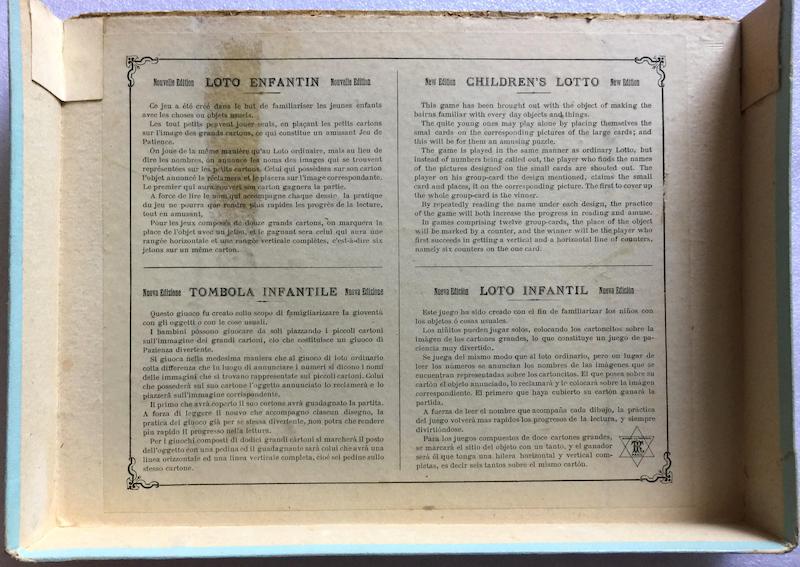 Nouvelle Edition LOTO ENFANTIN Nouvelle Edition
Ce jeu a été créé dans le but de familiariser les jeunes enfants
avec les choses ou objets usuels.
Les tout petits peuvent jouer seuls, en plaçant les petits cartons
sur l'image des grands cartons, ce qui constitue un amusant Jeu de
Patience.
On joue de la même manière qu'au Loto ordinaire, mais au lieu de
dire les nombres, on annonce les noms des images qui se trouvent
représentées sur les petits cartons. Celui qui possèdera sur son carton
l'objet annoncé la réclamera et le placera sur l'image correspondante.
Le premier qui aura couvert son carton gagnera la partie.
A force de lire le nom qui accompagne chaque dessin la pratique
du jeu ne pourra que rendre plus rapides les progrès de la lecture,
tout en amusant.
Pour les jeux composés de douze grands cartons, on marquera la
place de l'objet avec un jeton, et le gagnant sera celui qui aura une
rangée horizontale et une rangée verticale complètes, c'est-à-dire six
jetons sur un même carton.
New Edition CHILDREN'S LOTTO New Edition
This game has been brought out with the object of making the
bairns familiar with every day objects and things.
The quite young ones may play alone by placing themselves the
smal cards on the corresponding pictures of the large cards; and
this will be for them an amusing puzzle.
The game is played in the same manner as ordinary Lotto, but
instead of numbers being called out, the player who finds the names
of the pictures designed on the small cards are shouted out. The
player on his group-card the design mentioned, claims the small
card and places, it on the corresponding picture. The first to cover up
the whole group-card is the winner.
By repeatedly reading the name under each design, the practice
of the game will both increase the progress in reading and amuse.
In games comprising twelve group-cards, the place of the object
will be marked by a counter, and the winner will be the player who
first succeeds in getting a vertical and a horizontal line of counters,
namely six counters on the one card.
Nuova Edizione TOMBOLA INFANTILE Nuova Edizione
Questo giuoco fu creato collo scopo di famigliarizzare la gioventù
con gli oggetti o con le cose usuali.
I bambini possono giuocare da soli piazzando i piccoli cartoni
sull'immagine dei grandi cartoni, cio che costituisce un giuoco di
Pazienza divertente.
Si giuoca nella medesima maniera che al giuoco di loto ordinario
colla differenza che in luogo di annunciare i numeri si dicono i nomi
delle immagini che si trovano rappresentate sui piccoli cartoni. Colui
che possederà sul suo cartone l'oggetto annunciato lo reclamerà e lo
piazzerà sull'immagine corrispondente.
Il primo che avrà coperto il suo cartone avrà guadagnato la partita.
A forza di leggere il nome che accompagno ciascun disegno, la
pratica del giuoco già per se stessa divertente, non potra che rendere
piu rapido il progresso nella lettura.
Per i giuochi composti di dodici grandi cartoni si marcherà il posto
dell'oggetto con una pedina ed il guadagnante sarà colui che avrà una
linea orizzontale ed una linea verticale completa, cioè sei pedine sullo
stesso cartone.
Nueva Edición LOTO INFANTIL Nueva Edición
Este juego ha sido creado con el fin de familiarizar los niños con
los objetos ó cosas usuales.
Los niñitos pueden jugar solos, colocando los cartoncitos sobre la
imágen de los cartones grandes, lo que constituye un juego de pa-
ciencia muy divertido.
Se juega del mismo modo que al loto ordinario, pero en lugar de
leer los números se anuncian los nombres de las imágenes que se
encuentran representadas sobre los cartoncitos. El que posea sobre su
cartón el objeto anunciado, lo reclamará y le colocará sobre la imágen
correspondiente. El primero que haya cubierto su cartón ganará la
partida.
A fuerza de leer el nombre que acompaña cada dibujo, la práctica
del juego volverá mas rapidos los progresos de la lectura, y siempre
divirtiéndose.
Para los juegos compuestos de doce cartones grandes,
se marcará el sitio del objeto con un tanto, y el ganador
será él que tonga una hilera horizontal y vertical com-
pletas, es decir seis tantos sobre el mismo cartón.